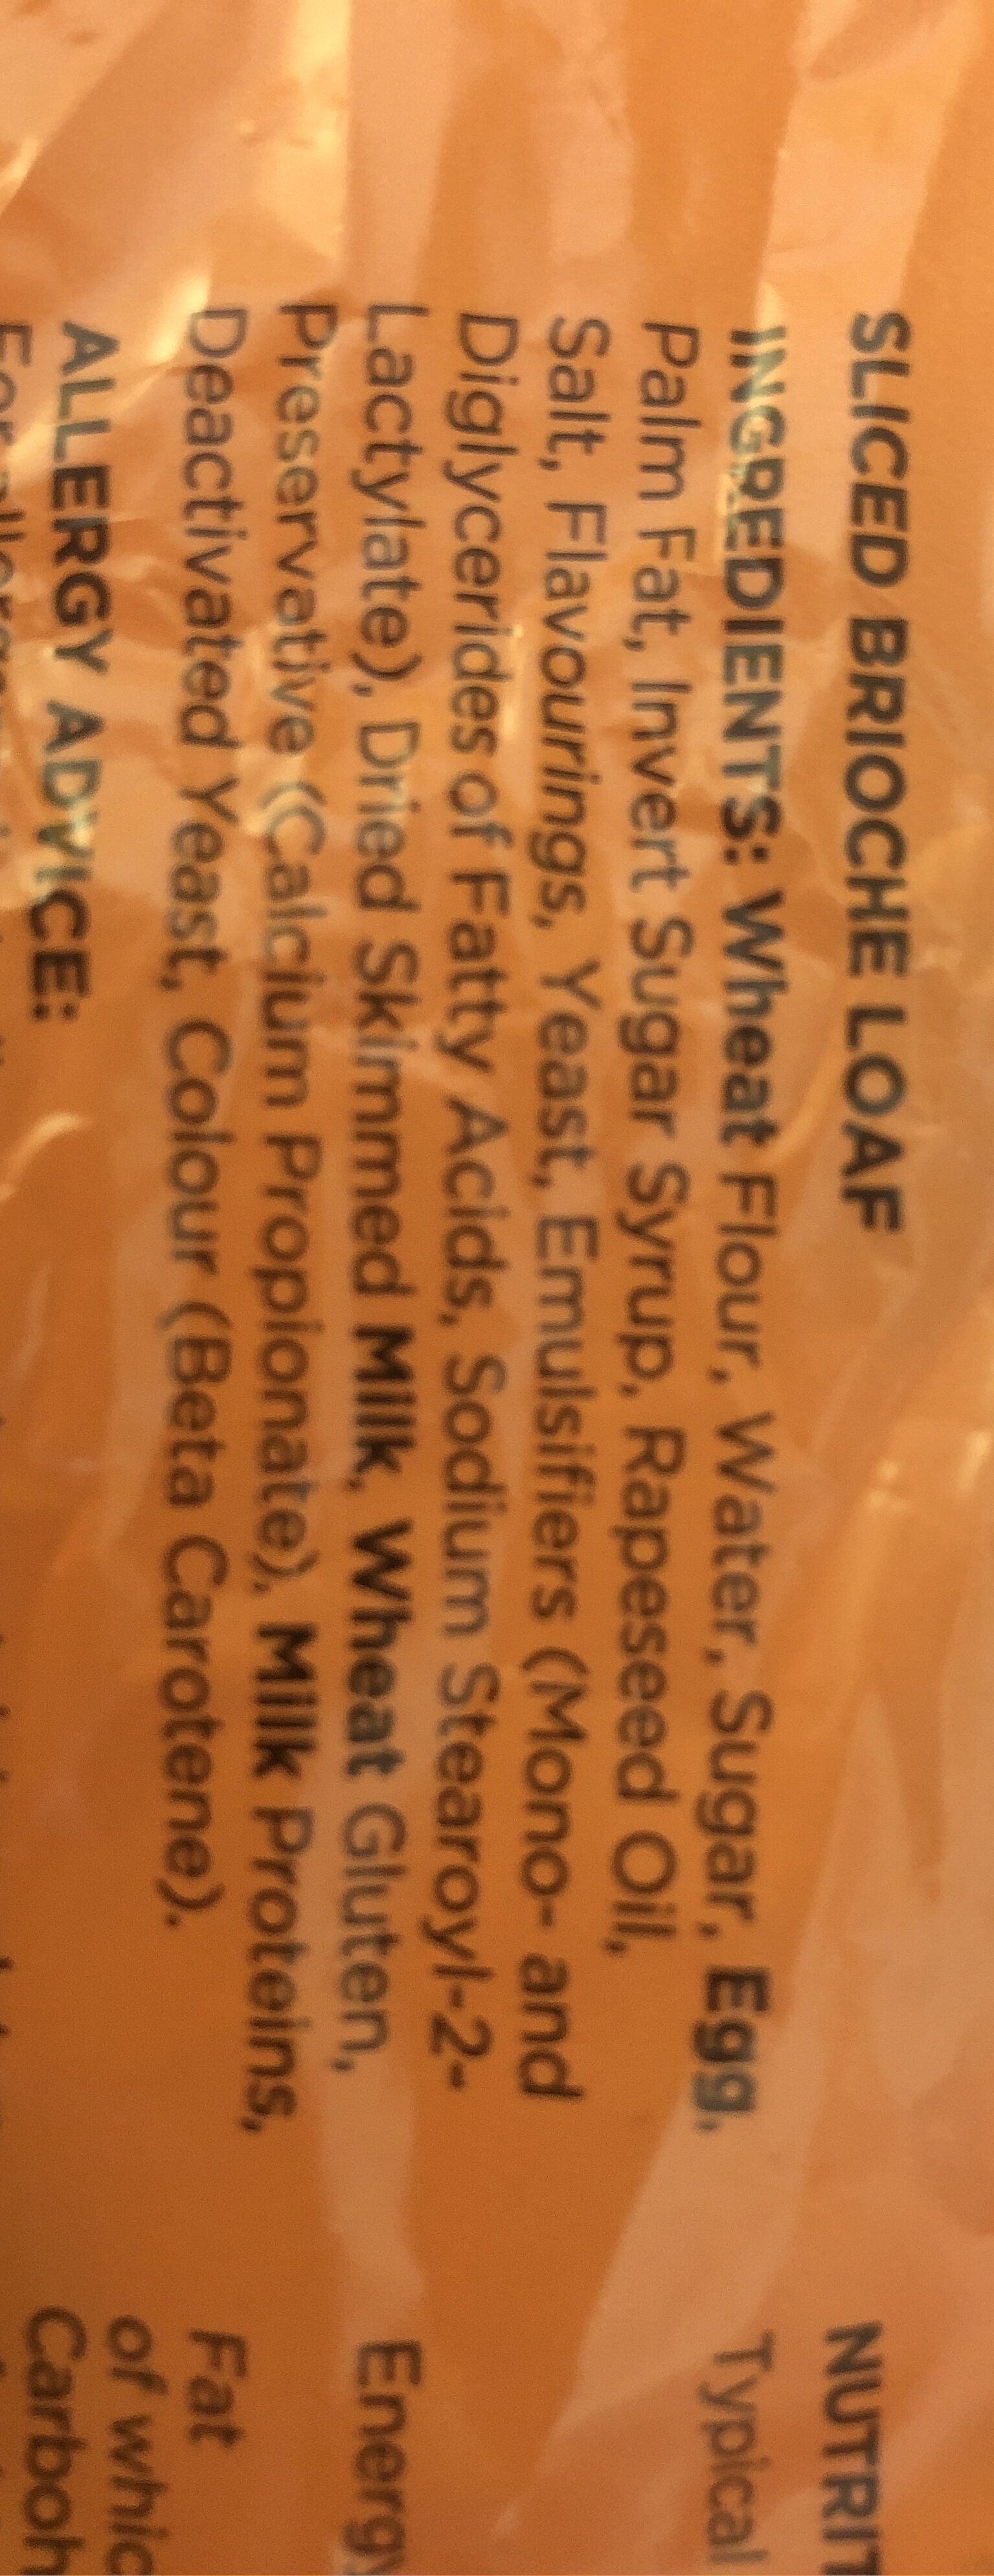 SLICED BRIOCHE LOAF
INGREDIENTS: Wheat Flour, Water, Sugar, Egg,
Palm Fat, Invert Sugar Syrup, Rapeseed Oil,
Salt, Flavourings, Yeast, Emulsifiers (Mono- and
Diglycerides of Fatty Acids, Sodium Stearoyl-2-
Lactylate), Dried Skimmed Milk, Wheat Gluten,
Preservative (Calcium Propionate), Milk Proteins,
Deactivated Yeast, Colour (Beta Carotene).
ALLERGY ADVICE:
NUTRIT
Typical
Energy
Fat
of whic
Carboh